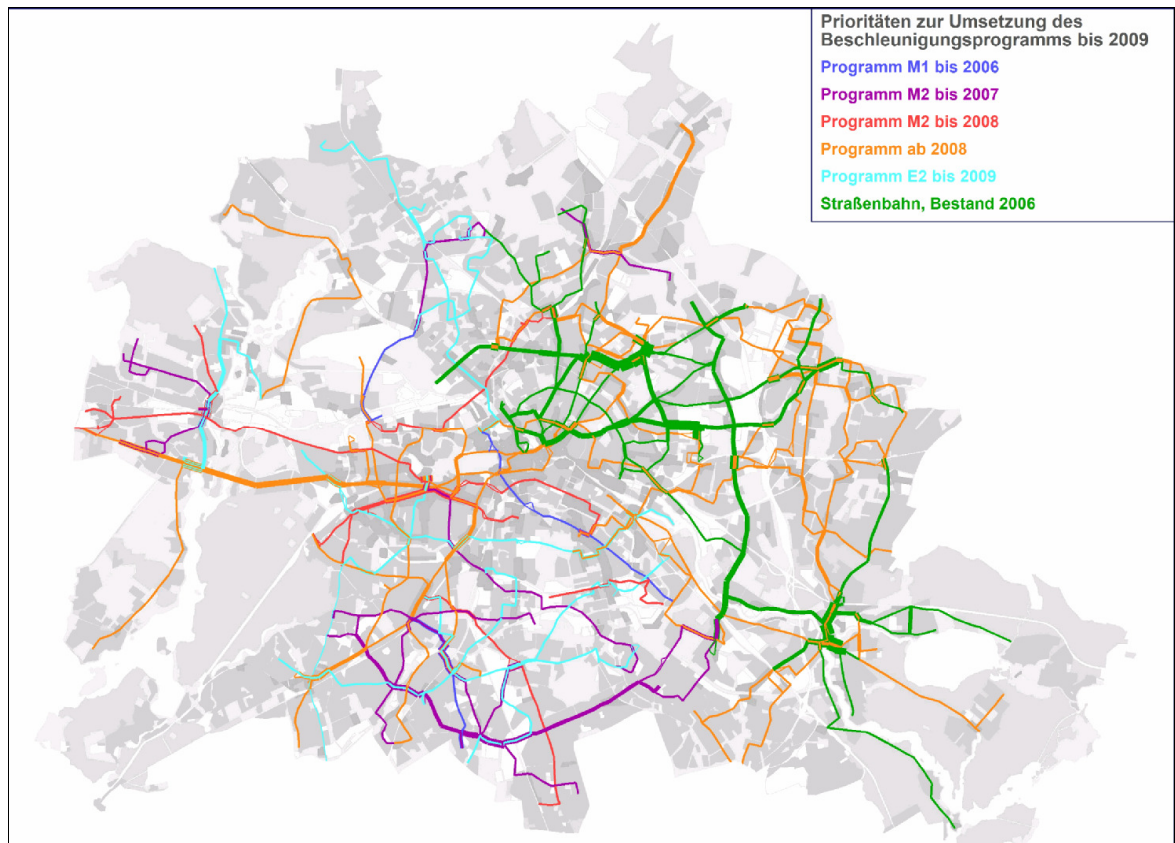 Prioritäten zur Umsetzung des
Beschleunigungsprogramms bis 2009
Programm M1 bis 2006
Programm M2 bis 2007
Programm M2 bis 2008
Programm ab 2008
Programm E2 bis 2009
Straßenbahn, Bestand 2006